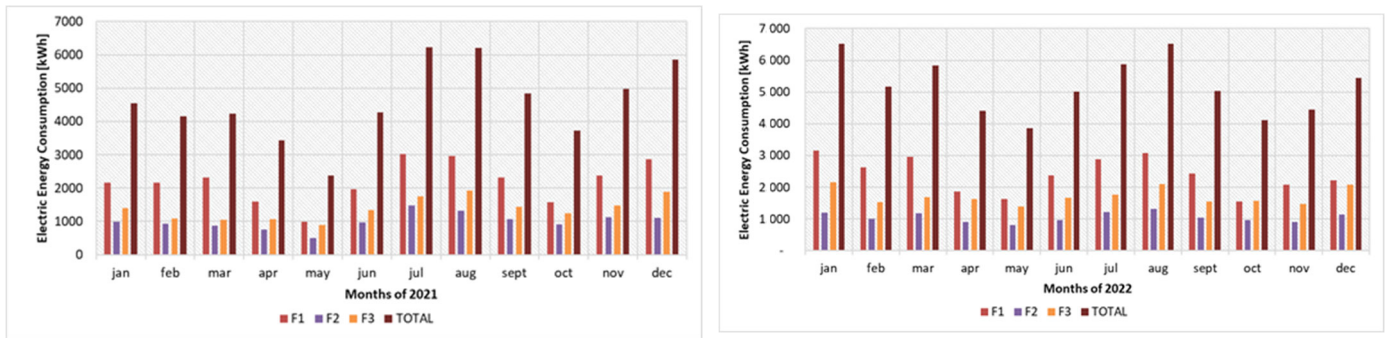 7000
6000
5000
4000
3000
2000
1000
0
Electric Energy Consumption [kWh]
jan feb mar apr may jun jul aug sept oct nov dec
Months of 2021
F1 F2 F3 TOTAL
7 000
6 000
5 000
4 000
3 000
2 000
1 000
-
Electric Energy Consumption [kWh]
jan feb mar apr may jun jul aug sept oct nov dec
Months of 2022
F1 F2 F3 TOTAL